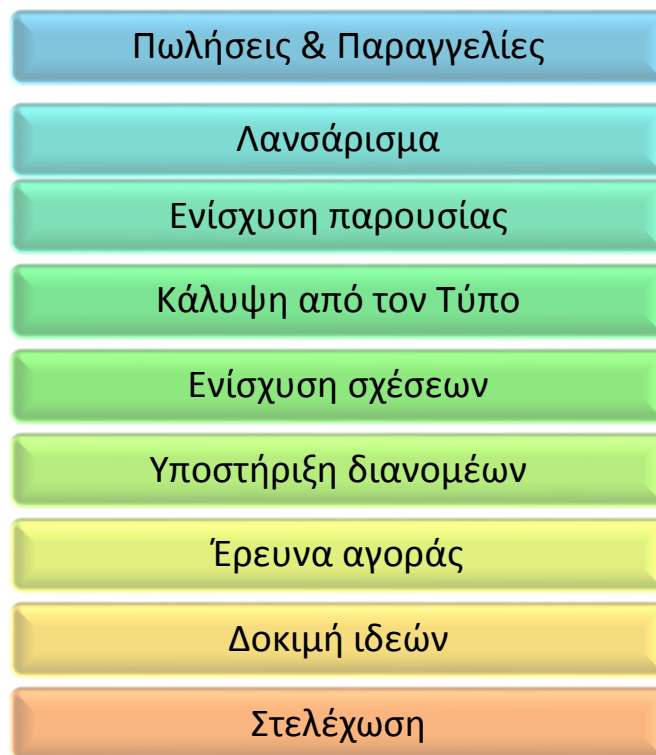 Πωλήσεις & Παραγγελίες
Λανσάρισμα
Ενίσχυση παρουσίας
Κάλυψη από τον Τύπο
Ενίσχυση σχέσεων
Υποστήριξη διανομέων
Έρευνα αγοράς
Δοκιμή ιδεών
Στελέχωση